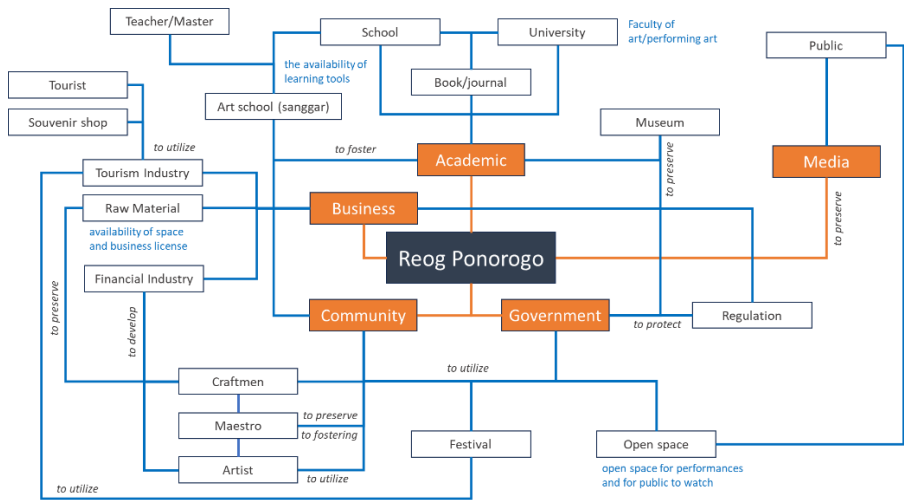 Teacher/Master
School
University
Faculty of
art/performing art
Public
the availability of
learning tools
Book/journal
Tourist
Art school (sanggar)
Souvenir shop
Museum
to utilize
to foster
Academic
to preserve
Media
Tourism Industry
Raw Material
Business
to preserve
availability of space
and business license
Reog Ponorogo
Financial Industry
to preserve
to develop
Community
Government
to protect
Regulation
Craftmen
to utilize
to preserve
Maestro
to fostering
Festival
Open space
Artist
to utilize
open space for performances
and for public to watch
to utilize